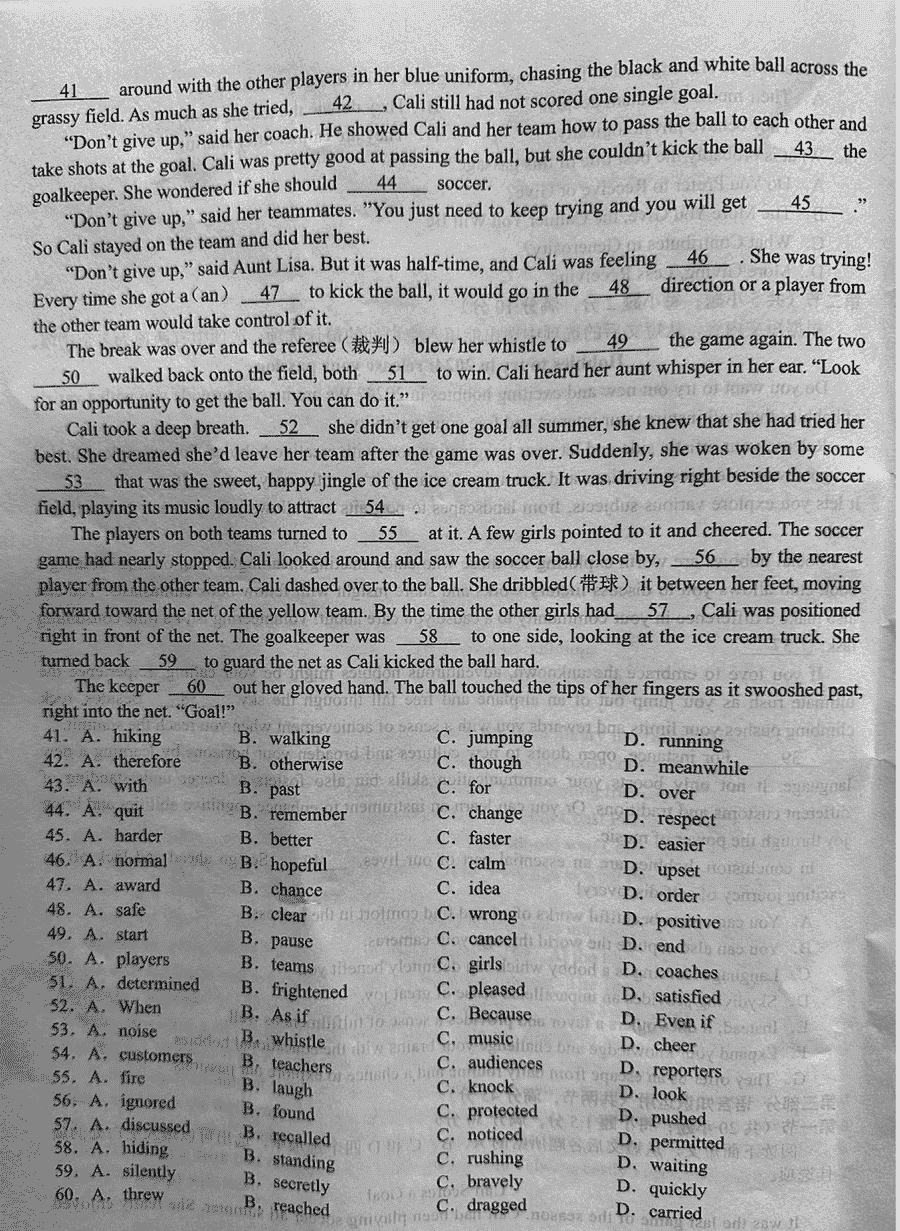 41 around with the other players in her blue uniform, chasing the black and white ball across the
grassy field. As much as she tried, 42 , Cali still had not scored one single goal.
“Don’t give up,” said her coach. He showed Cali and her team how to pass the ball to each other and
take shots at the goal. Cali was pretty good at passing the ball, but she couldn’t kick the ball 43 the
goalkeeper. She wondered if she should 44 soccer.
“Don’t give up,” said her teammates. ”You just need to keep trying and you will get 45 .”
So Cali stayed on the team and did her best.
“Don’t give up,” said Aunt Lisa. But it was half-time, and Cali was feeling 46 . She was trying!
Every time she got a(an) 47 to kick the ball, it would go in the 48 direction or a player from
the other team would take control of it.
The break was over and the referee(裁判) blew her whistle to 49 the game again. The two
50 walked back onto the field, both 51 to win. Cali heard her aunt whisper in her ear. “Look
for an opportunity to get the ball. You can do it.”
Cali took a deep breath. 52 she didn’t get one goal all summer, she knew that she had tried her
best. She dreamed she’d leave her team after the game was over. Suddenly, she was woken by some
53 that was the sweet, happy jingle of the ice cream truck. It was driving right beside the soccer
field, playing its music loudly to attract 54 .
The players on both teams turned to 55 at it. A few girls pointed to it and cheered. The soccer
game had nearly stopped. Cali looked around and saw the soccer ball close by, 56 by the nearest
player from the other team. Cali dashed over to the ball. She dribbled(带球) it between her feet, moving
forward toward the net of the yellow team. By the time the other girls had 57 , Cali was positioned
right in front of the net. The goalkeeper was 58 to one side, looking at the ice cream truck. She
turned back 59 to guard the net as Cali kicked the ball hard.
The keeper 60 out her gloved hand. The ball touched the tips of her fingers as it swooshed past,
right into the net. “Goal!”
41. A. hiking B. walking C. jumping D. running
42. A. therefore B. otherwise C. though D. meanwhile
43. A. with B. past C. for D. over
44. A. quit B. remember C. change D. respect
45. A. harder B. better C. faster D. easier
46. A. normal B. hopeful C. calm D. upset
47. A. award B. chance C. idea D. order
48. A. safe B. clear C. wrong D. positive
49. A. start B. pause C. cancel D. end
50. A. players B. teams C. girls D. coaches
51. A. determined B. frightened C. pleased D. satisfied
52. A. When B. As if C. Because D. Even if
53. A. noise B. whistle C. music D. cheer
54. A. customers B. teachers C. audiences D. reporters
55. A. fire B. laugh C. knock D. look
56. A. ignored B. found C. protected D. pushed
57. A. discussed B. recalled C. noticed D. permitted
58. A. hiding B. standing C. rushing D. waiting
59. A. silently B. secretly C. bravely D. quickly
60. A. threw B. reached C. dragged D. carried